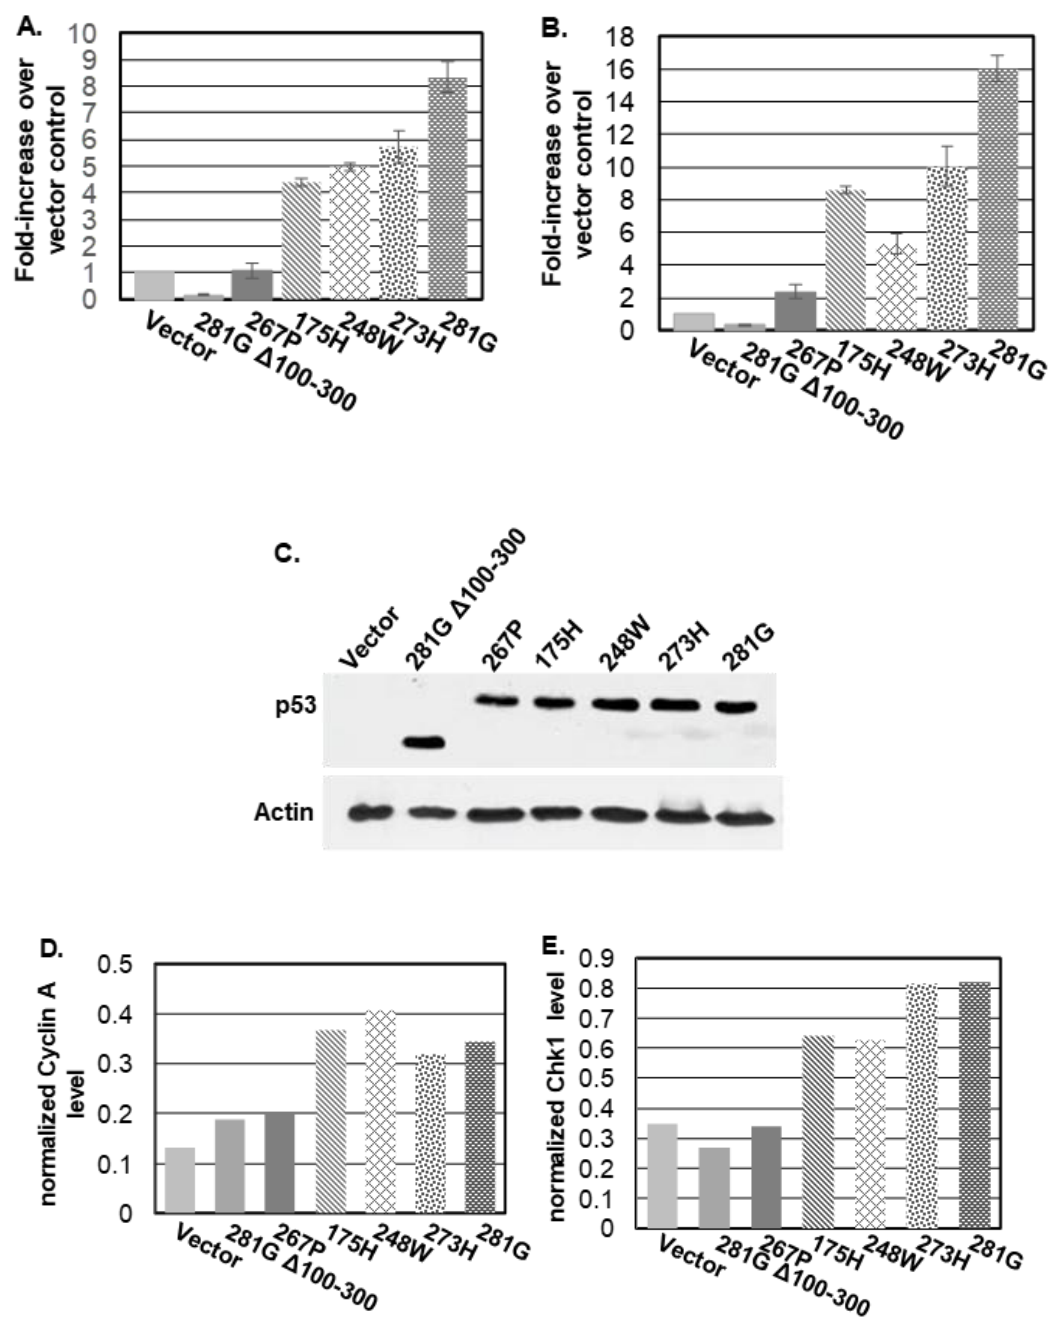 A.
Fold-increase over
vector control
10
9
8
7
6
5
4
3
2
1
0
Vector
281G Δ100-300
267P
175H
248W
273H
281G
B.
Fold-increase over
vector control
18
16
14
12
10
8
6
4
2
0
Vector
281G Δ100-300
267P
175H
248W
273H
281G
C.
Vector
281G Δ100-300
267P
175H
248W
273H
281G
p53
Actin
D.
normalized Cyclin A
level
0.5
0.4
0.3
0.2
0.1
0
Vector
281G Δ100-300
267P
175H
248W
273H
281G
E.
normalized Chk1 level
0.9
0.8
0.7
0.6
0.5
0.4
0.3
0.2
0.1
0
Vector
281G Δ100-300
267P
175H
248W
273H
281G